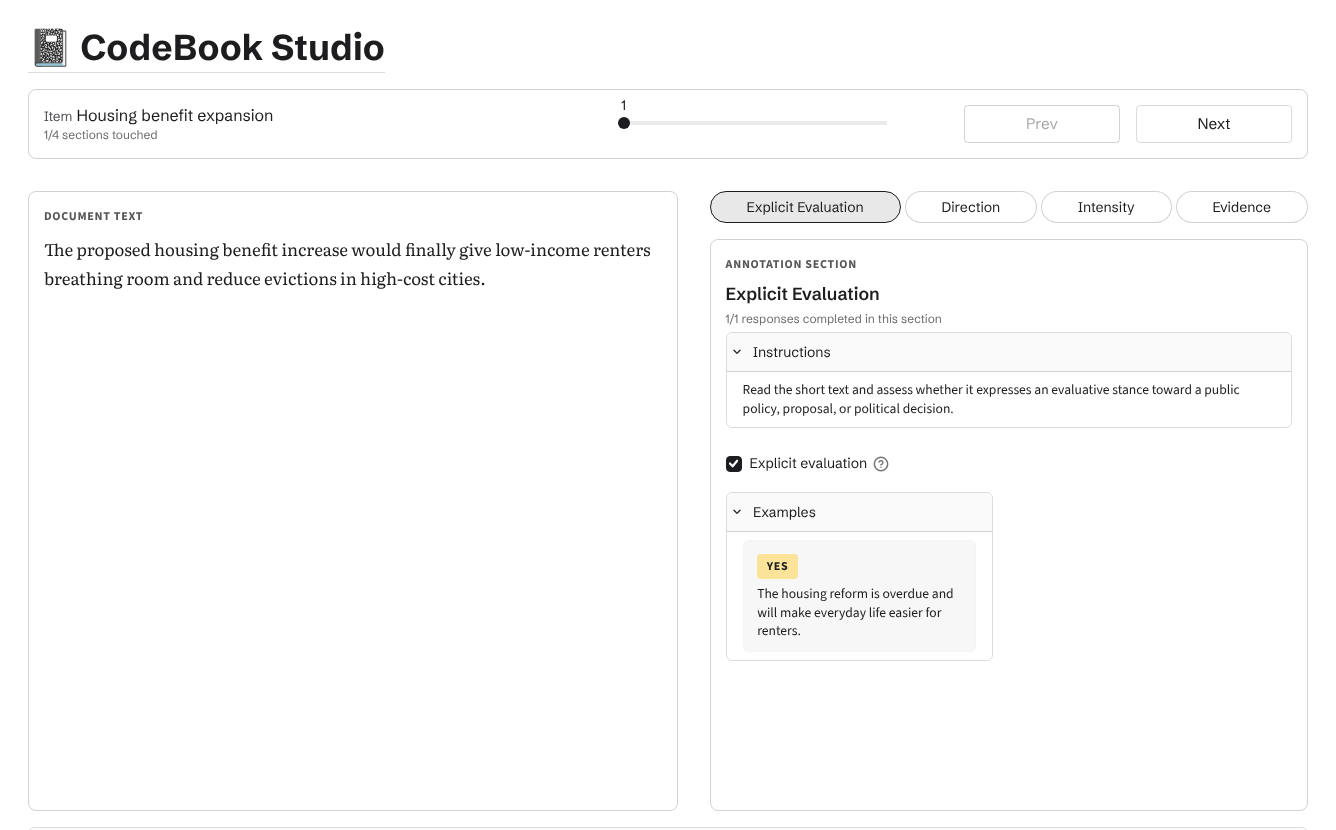 CodeBook Studio
Item Housing benefit expansion
1/4 sections touched
1
Prev
Next
DOCUMENT TEXT
The proposed housing benefit increase would finally give low-income renters
breathing room and reduce evictions in high-cost cities.
Explicit Evaluation
Direction
Intensity
Evidence
ANNOTATION SECTION
Explicit Evaluation
1/1 responses completed in this section
Instructions
Read the short text and assess whether it expresses an evaluative stance toward a public
policy, proposal, or political decision.
Explicit evaluation
Examples
YES
The housing reform is overdue and
will make everyday life easier for
renters.